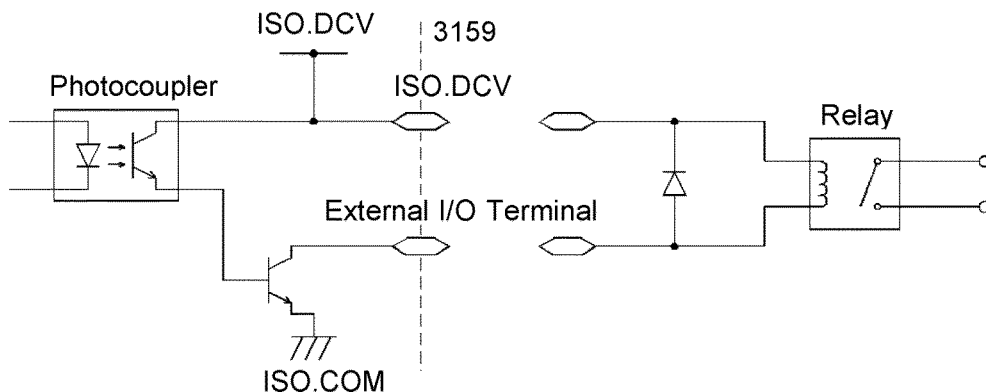 ISO.DCV
3159
Photocoupler
ISO.DCV
Relay
External I/O Terminal
ISO.COM